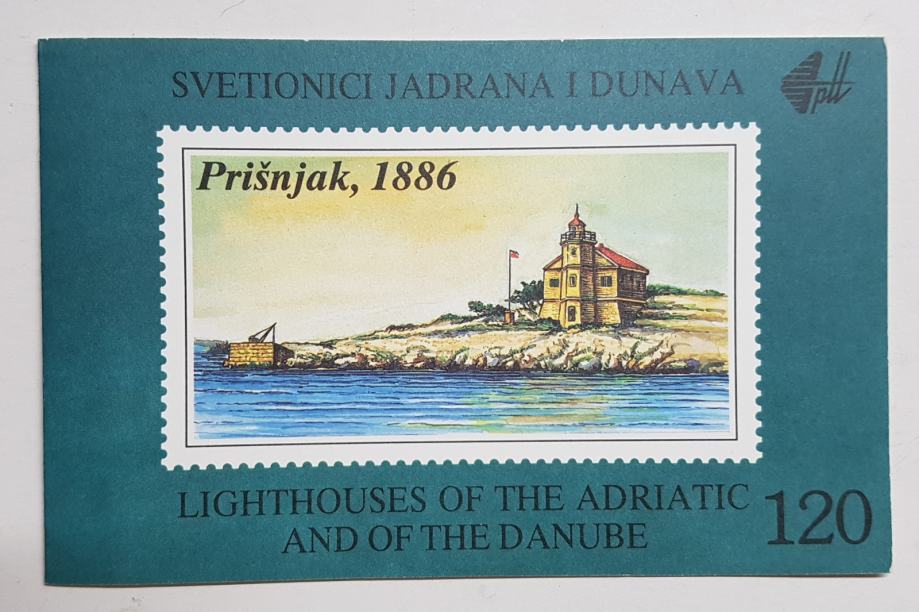 SVETIONICI JADRANA I DUNAVA
ptt
Prišnjak, 1886
LIGHTHOUSES OF THE ADRIATIC
AND OF THE DANUBE
120